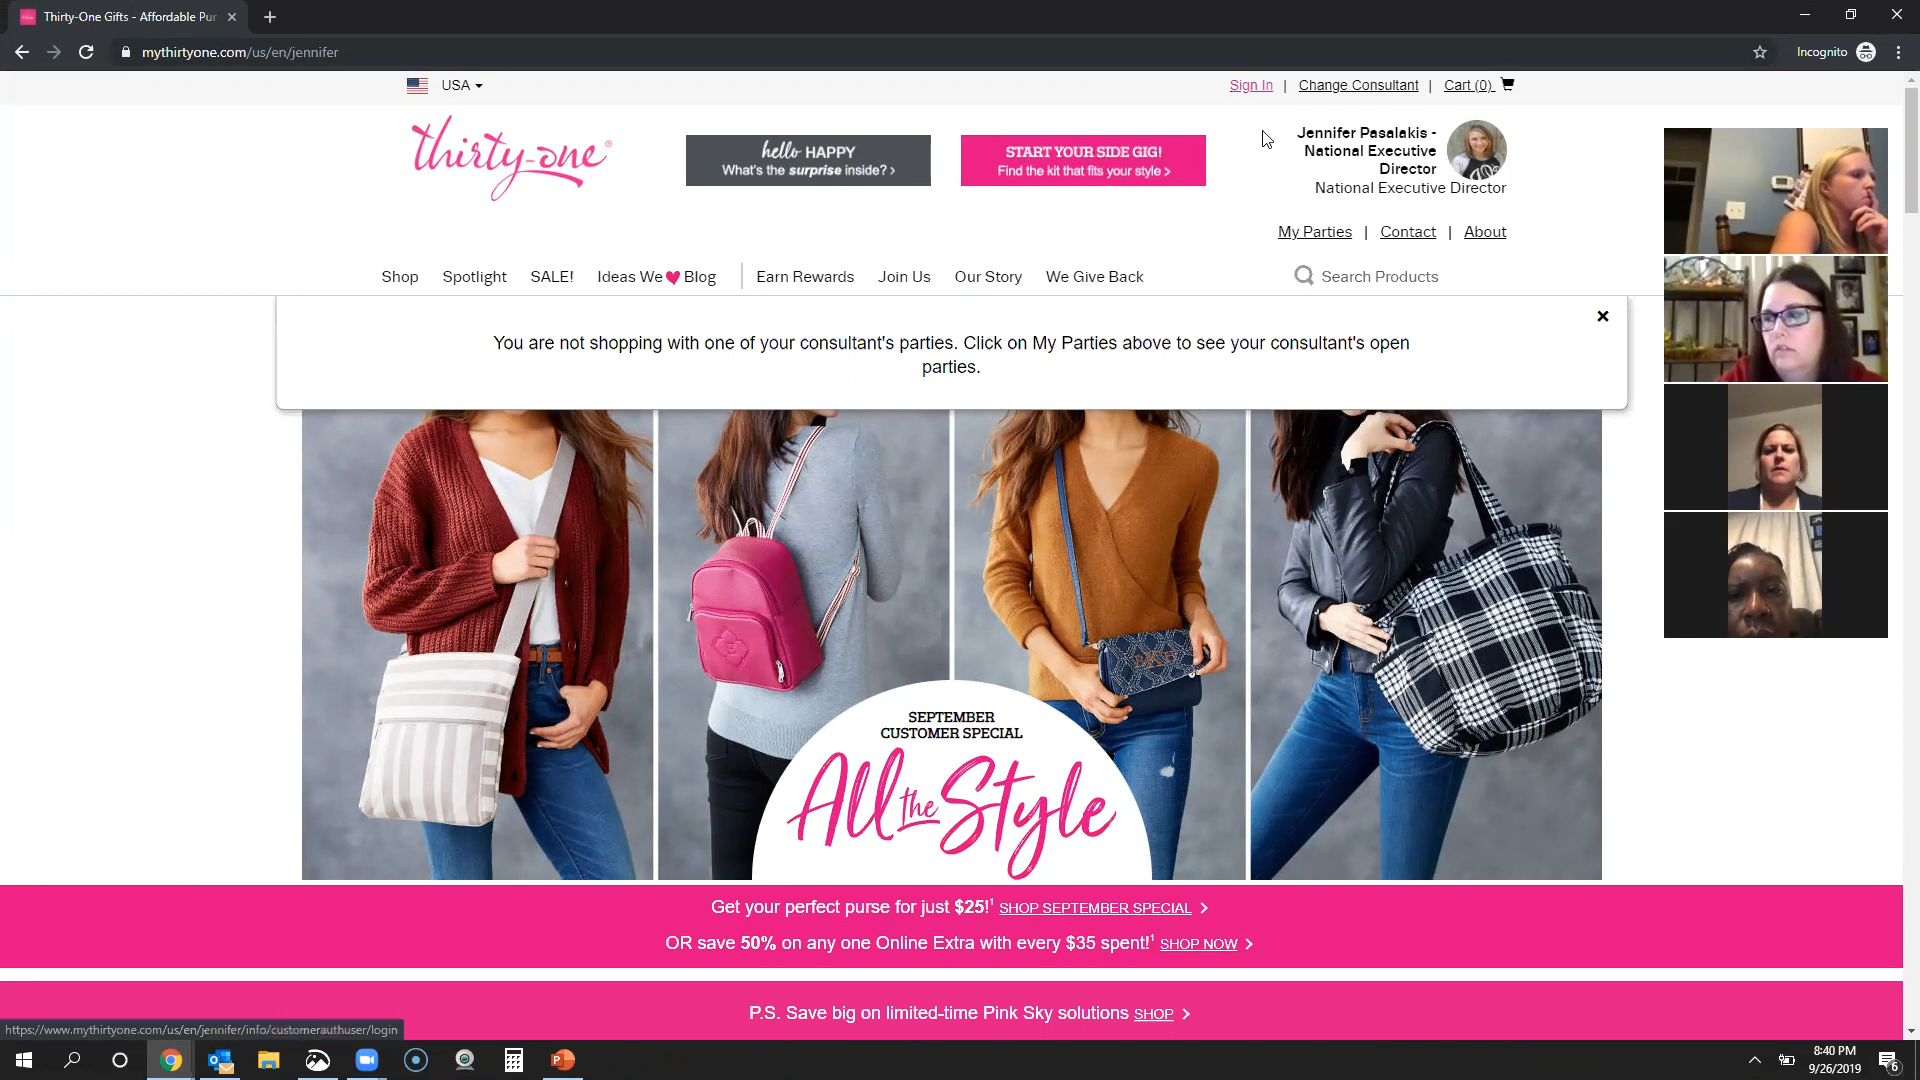 Thirty-One Gifts - Affordable Pur
mythirtyone.com/us/en/jennifer
Incognito
USA
Sign In | Change Consultant | Cart (0)
thirty-one®
hello HAPPY
What's the surprise inside? >
START YOUR SIDE GIG!
Find the kit that fits your style >
Jennifer Pasalakis -
National Executive
Director
National Executive Director
My Parties | Contact | About
Shop Spotlight SALE! Ideas We Blog Earn Rewards Join Us Our Story We Give Back Search Products
You are not shopping with one of your consultant's parties. Click on My Parties above to see your consultant's open
parties.
SEPTEMBER
CUSTOMER SPECIAL
All the Style
Get your perfect purse for just $25!¹ SHOP SEPTEMBER SPECIAL >
OR save 50% on any one Online Extra with every $35 spent!¹ SHOP NOW >
P.S. Save big on limited-time Pink Sky solutions SHOP >
https://www.mythirtyone.com/us/en/jennifer/info/customerauthuser/login
8:40 PM
9/26/2019
6